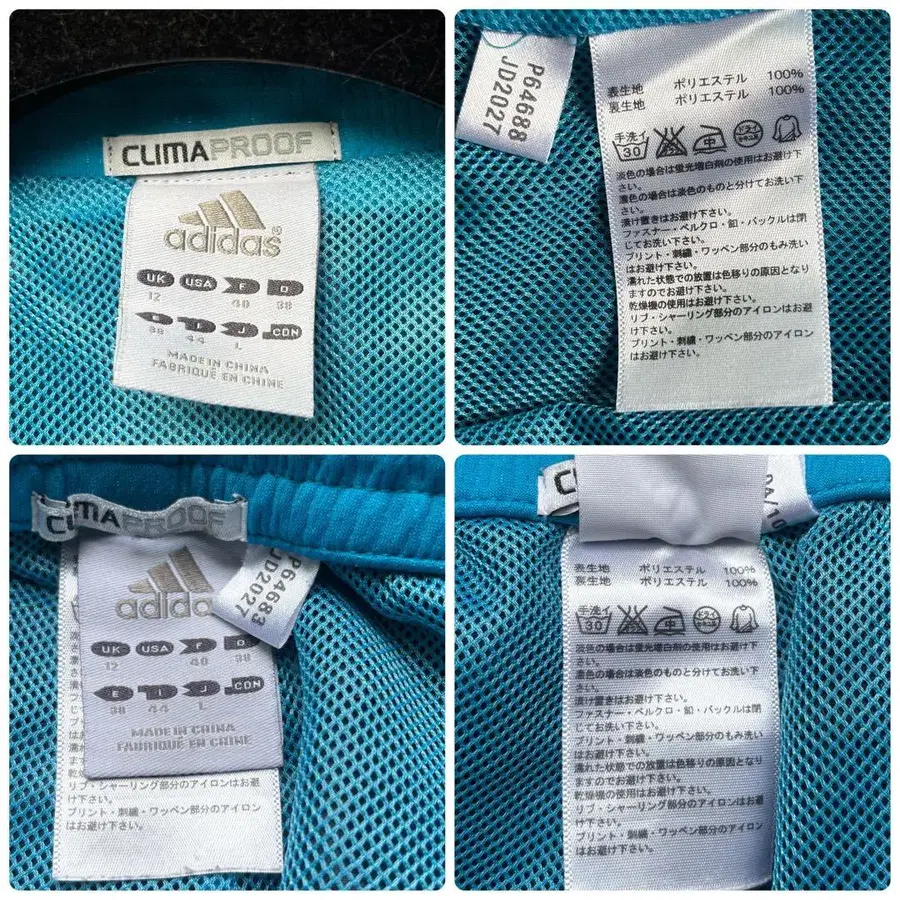 CLIMAPROOF
adidas
UK USA F D
12 40 38
E I J CDN
38 44 L
MADE IN CHINA
FABRIQUÉ EN CHINE
P64688
JD2027
表生地 ポリエステル 100%
裏生地 ポリエステル 100%
手洗イ
30 中 ドライ セキユ系
淡色の場合は蛍光増白剤の使用はお避け下
さい。
濃色の場合は淡色のものと分けてお洗い下
さい。
漬け置きはお避け下さい。
ファスナー・ベルクロ・釦・バックルは閉
じてお洗い下さい。
プリント・刺繍・ワッペン部分のもみ洗い
はお避け下さい。
濡れた状態での放置は色移りの原因となり
ますのでお避け下さい。
乾燥機の使用はお避け下さい。
リブ・シャーリング部分のアイロンはお避
け下さい。
プリント・刺繍・ワッペン部分のアイロン
はお避け下さい。
CLIMAPROOF
adidas
P64683
JD2027
UK USA F D
12 40 38
E I J CDN
38 44 L
MADE IN CHINA
FABRIQUÉ EN CHINE
リブ・シャーリング部分のアイロンはお避
け下さい。
プリント・刺繍・ワッペン部分のアイロン
はお避け下さい。
CL
04/10
表生地 ポリエステル 100%
裏生地 ポリエステル 100%
手洗イ
30 中 ドライ セキユ系
淡色の場合は蛍光増白剤の使用はお避け下
さい。
濃色の場合は淡色のものと分けてお洗い下
さい。
漬け置きはお避け下さい。
ファスナー・ベルクロ・釦・バックルは閉
じてお洗い下さい。
プリント・刺繍・ワッペン部分のもみ洗い
はお避け下さい。
濡れた状態での放置は色移りの原因となり
ますのでお避け下さい。
乾燥機の使用はお避け下さい。
リブ・シャーリング部分のアイロンはお避
け下さい。
プリント・刺繍・ワッペン部分のアイロン
はお避け下さい。